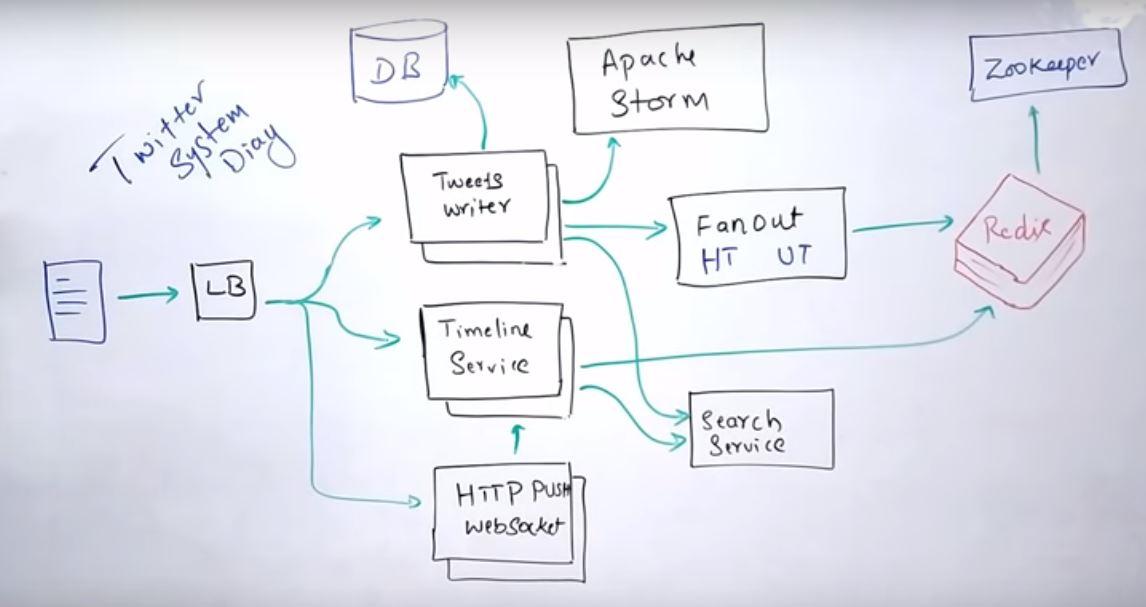 Twitter
System
Diag
DB
Apache
Storm
Zookeeper
Tweets
writer
Fanout
HT UT
Redis
LB
Timeline
Service
Search
Service
HTTP PUSH
Websocket